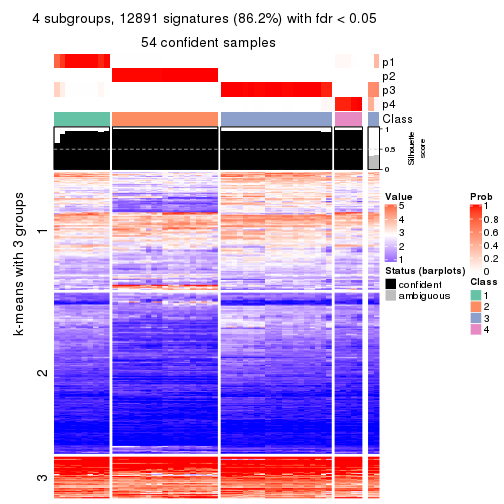 4 subgroups, 12891 signatures (86.2%) with fdr < 0.05
54 confident samples
p1
p2
p3
p4
Class
1
0.5
0
Silhouette
score
k-means with 3 groups
1
2
3
Value
5
4
3
2
1
Status (barplots)
confident
ambiguous
Prob
1
0.8
0.6
0.4
0.2
0
Class
1
2
3
4